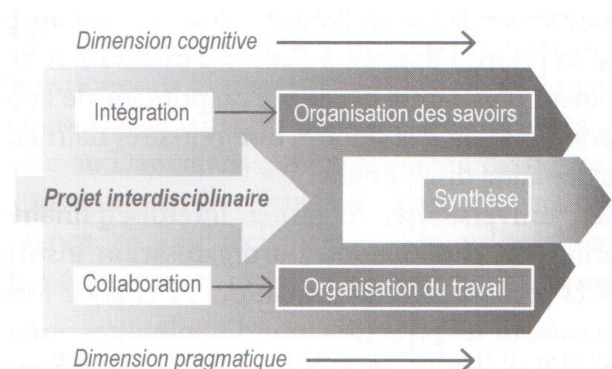 Dimension cognitive
Intégration
Organisation des savoirs
Projet interdisciplinaire
Synthèse
Collaboration
Organisation du travail
Dimension pragmatique